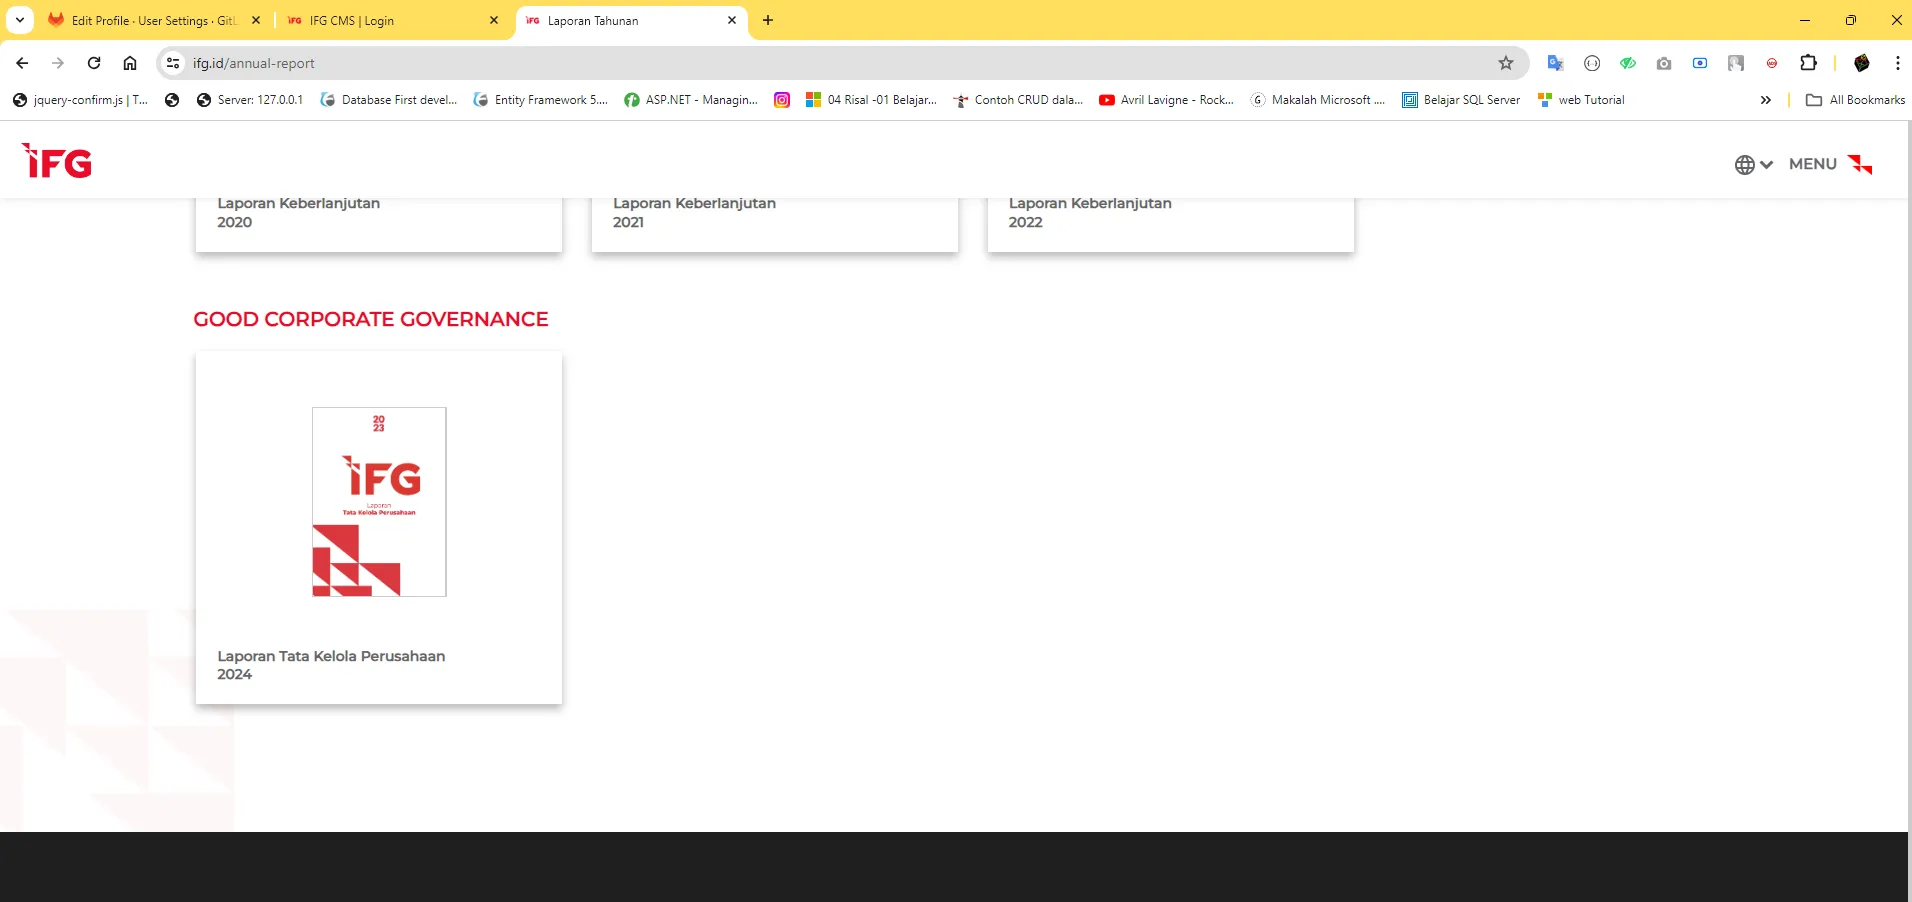 Edit Profile · User Settings · GitL
IFG CMS | Login
Laporan Tahunan
ifg.id/annual-report
jquery-confirm.js | T...
Server: 127.0.0.1
Database First devel...
Entity Framework 5....
ASP.NET - Managin...
04 Risal -01 Belajar...
Contoh CRUD dala...
Avril Lavigne - Rock...
Makalah Microsoft ....
Belajar SQL Server
web Tutorial
All Bookmarks
IFG
MENU
Laporan Keberlanjutan
2020
Laporan Keberlanjutan
2021
Laporan Keberlanjutan
2022
GOOD CORPORATE GOVERNANCE
20
23
IFG
Laporan
Tata Kelola Perusahaan
Laporan Tata Kelola Perusahaan
2024